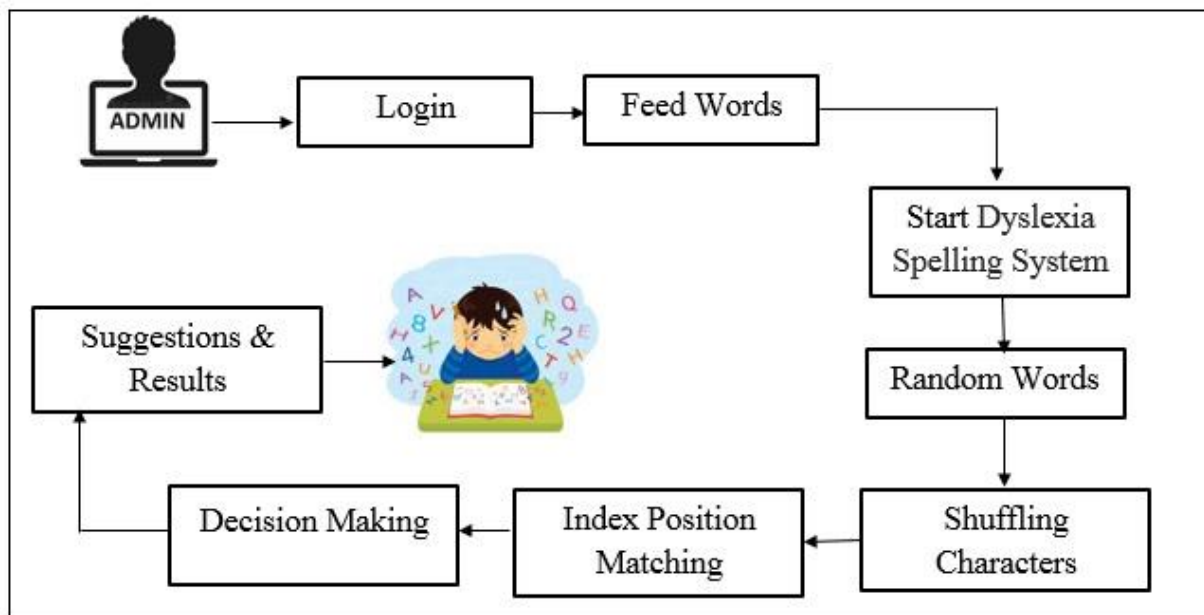 ADMIN
Login
Feed Words
Start Dyslexia
Spelling System
Random Words
Shuffling
Characters
Index Position
Matching
Decision Making
Suggestions &
Results